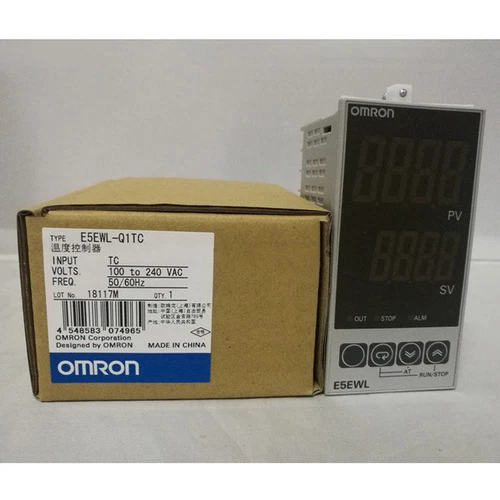 TYPE E5EWL-Q1TC
温度控制器
INPUT TC
VOLTS. 100 to 240 VAC
FREQ. 50/60Hz
LOT No. 18117M QTY. 1
4 548583 074965
OMRON Corporation
Designed by OMRON
MADE IN CHINA
OMRON
OMRON
PV
SV
OUT STOP ALM
AT
RUN/STOP
E5EWL